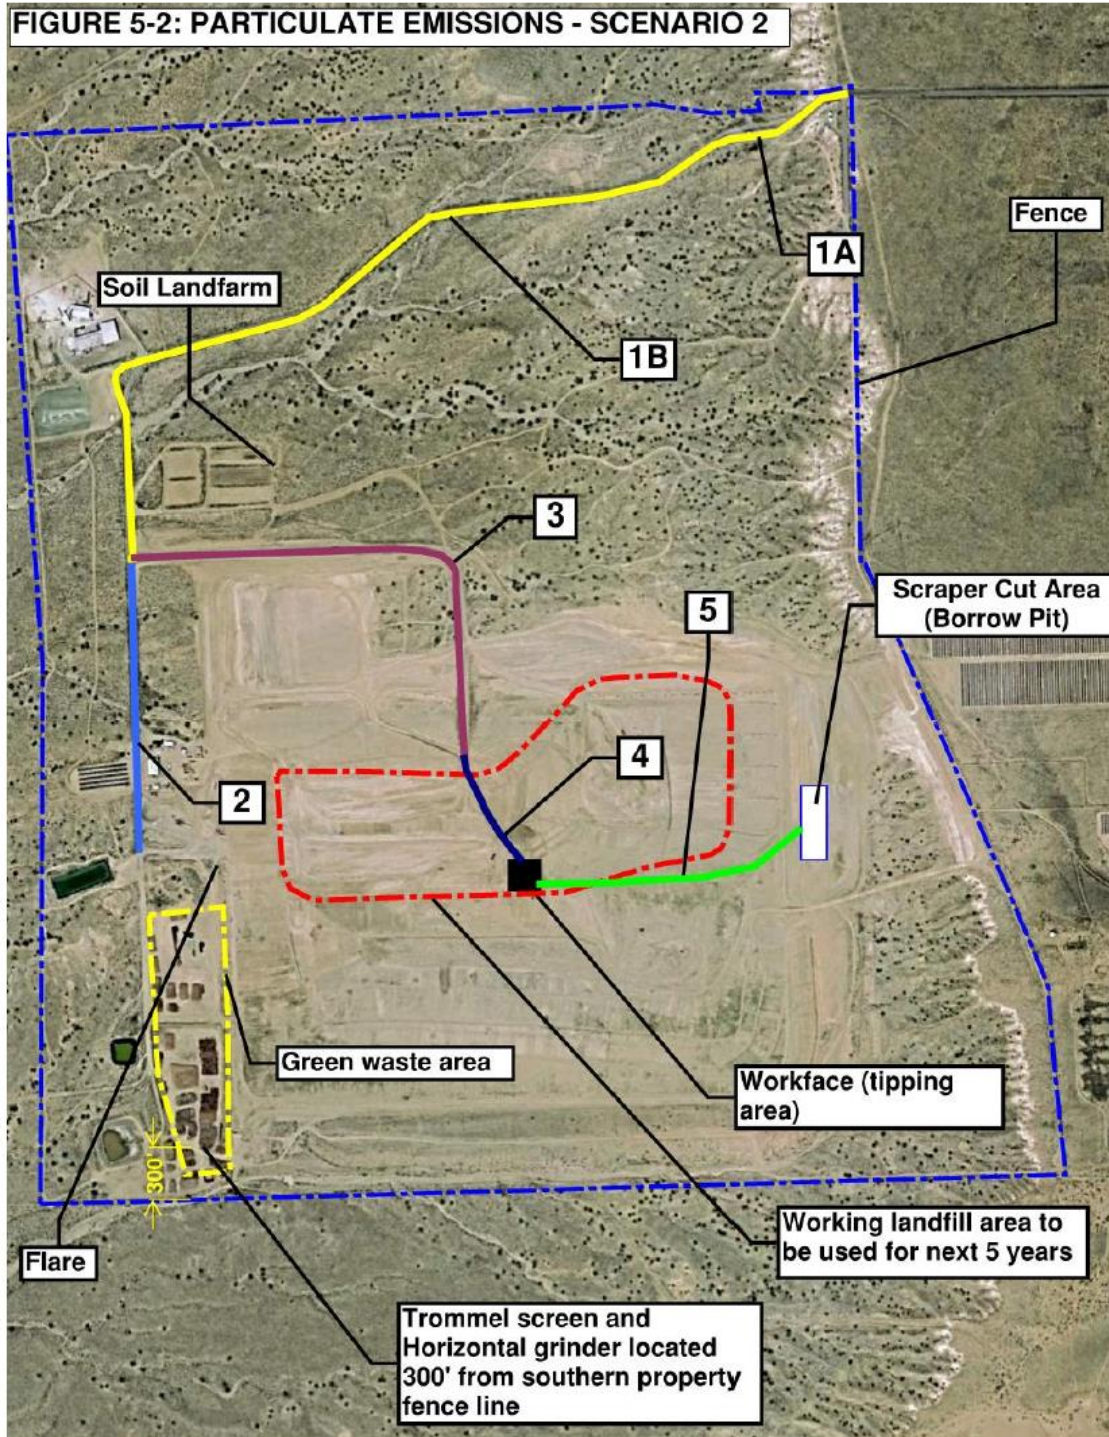 FIGURE 5-2: PARTICULATE EMISSIONS - SCENARIO 2
Fence
1A
Soil Landfarm
1B
3
Scraper Cut Area
(Borrow Pit)
5
4
2
Green waste area
Workface (tipping
area)
300'
Working landfill area to
be used for next 5 years
Flare
Trommel screen and
Horizontal grinder located
300' from southern property
fence line